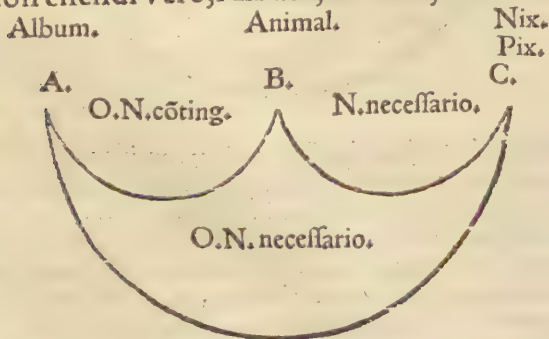 Album. Animal. Nix.
Pix.
A. B. C.
O.N.cõting. N.neceſſario.
O.N.neceſſario.